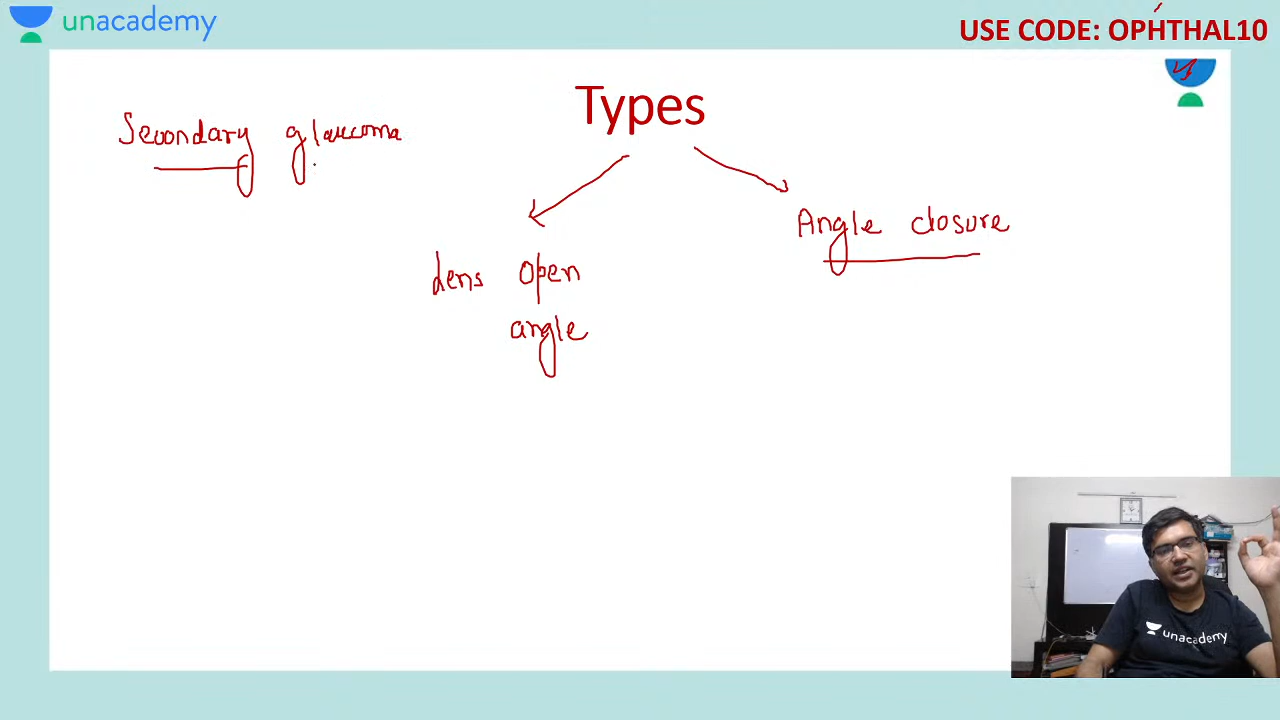 unacademy
USE CODE: OPHTHAL10
Types
Secondary glaucoma
Angle closure
Lens open
angle
unacademy